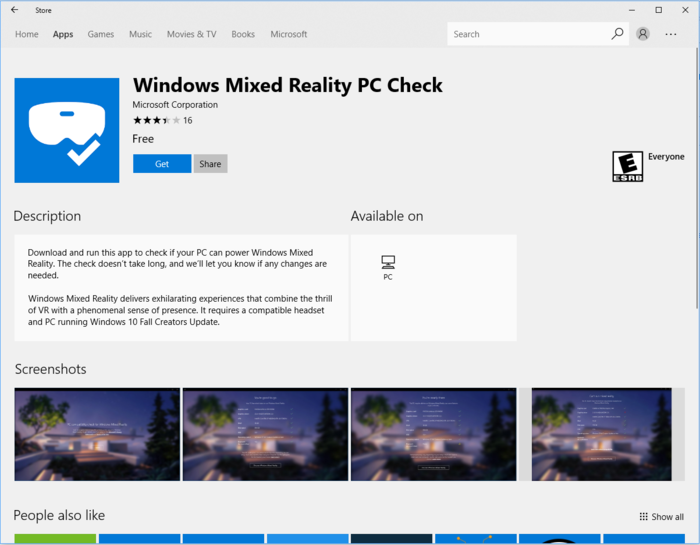 Store
Home Apps Games Music Movies & TV Books Microsoft
Search
Windows Mixed Reality PC Check
Microsoft Corporation
16
Free
Get Share
E
ESRB
Everyone
Description
Download and run this app to check if your PC can power Windows Mixed
Reality. The check doesn't take long, and we'll let you know if any changes are
needed.
Windows Mixed Reality delivers exhilarating experiences that combine the thrill
of VR with a phenomenal sense of presence. It requires a compatible headset
and PC running Windows 10 Fall Creators Update.
Available on
PC
Screenshots
People also like
Show all